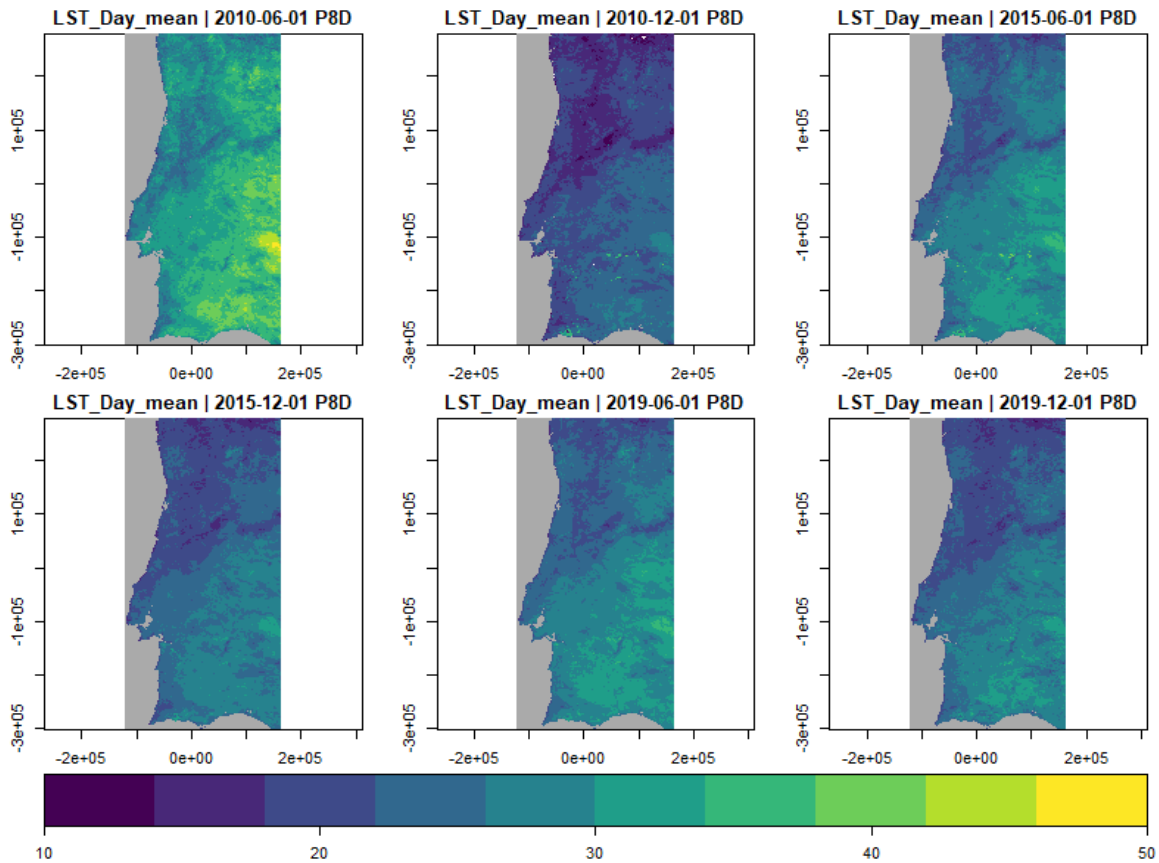 LST_Day_mean | 2010-06-01 P8D
LST_Day_mean | 2010-12-01 P8D
LST_Day_mean | 2015-06-01 P8D
1e+05
-1e+05
-3e+05
1e+05
-1e+05
-3e+05
1e+05
-1e+05
-3e+05
-2e+05 0e+00 2e+05
-2e+05 0e+00 2e+05
-2e+05 0e+00 2e+05
LST_Day_mean | 2015-12-01 P8D
LST_Day_mean | 2019-06-01 P8D
LST_Day_mean | 2019-12-01 P8D
1e+05
-1e+05
-3e+05
1e+05
-1e+05
-3e+05
1e+05
-1e+05
-3e+05
-2e+05 0e+00 2e+05
-2e+05 0e+00 2e+05
-2e+05 0e+00 2e+05
10 20 30 40 50